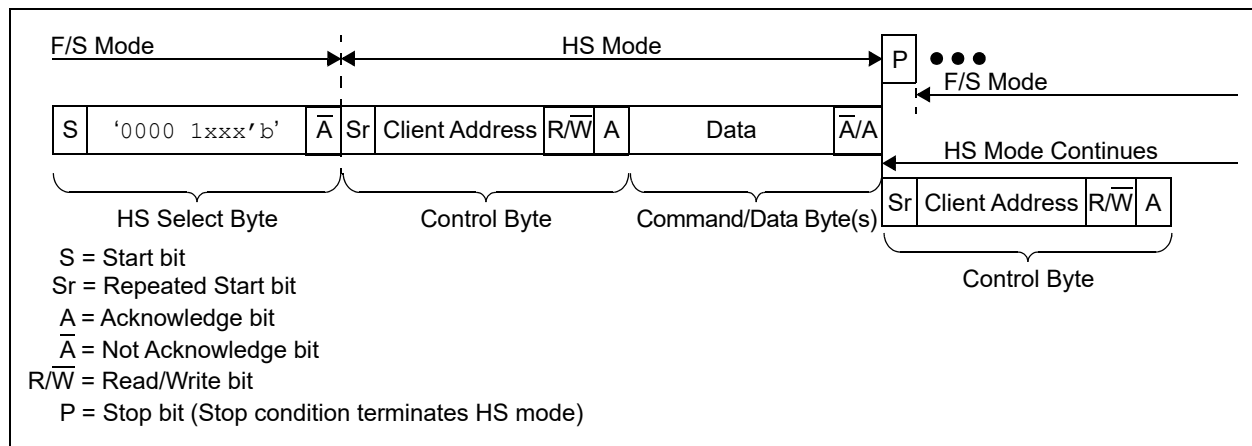 F/S Mode HS Mode P
F/S Mode
S '0000 1xxx'b' A̅ Sr Client Address R/W̅ A Data A̅/A
HS Mode Continues
HS Select Byte Control Byte Command/Data Byte(s)
Sr Client Address R/W̅ A
Control Byte
S = Start bit
Sr = Repeated Start bit
A = Acknowledge bit
A̅ = Not Acknowledge bit
R/W̅ = Read/Write bit
P = Stop bit (Stop condition terminates HS mode)